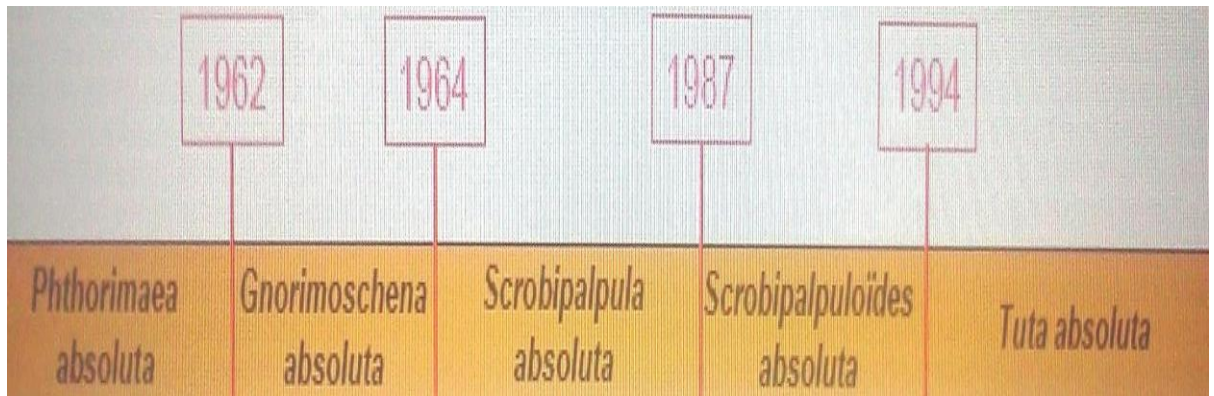 1962
1964
1987
1994
Phthorimaea
absoluta
Gnorimoschena
absoluta
Scrobipalpula
absoluta
Scrobipalpuloïdes
absoluta
Tuta absoluta